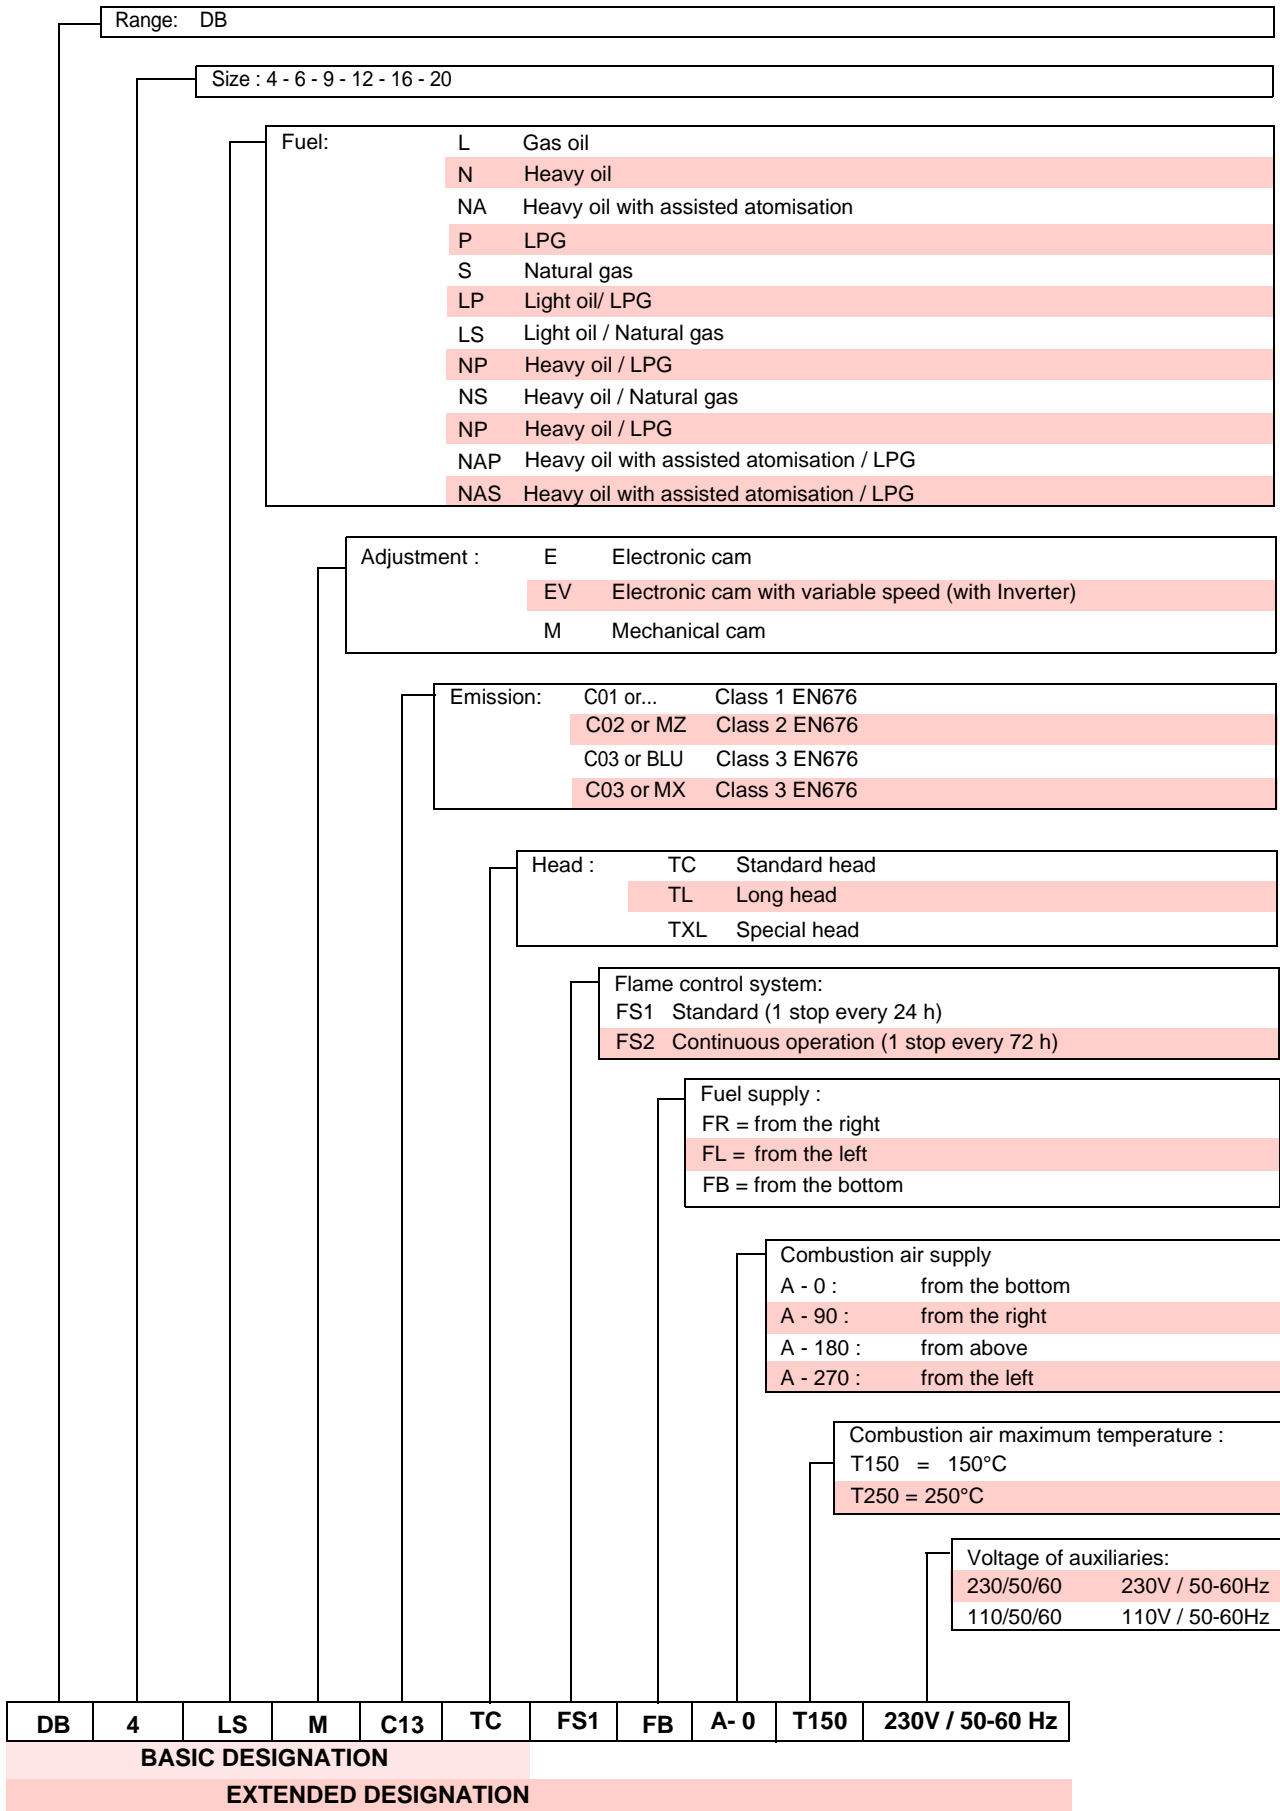 Range: DB
Size : 4 - 6 - 9 - 12 - 16 - 20
Fuel: L Gas oil
N Heavy oil
NA Heavy oil with assisted atomisation
P LPG
S Natural gas
LP Light oil/ LPG
LS Light oil / Natural gas
NP Heavy oil / LPG
NS Heavy oil / Natural gas
NP Heavy oil / LPG
NAP Heavy oil with assisted atomisation / LPG
NAS Heavy oil with assisted atomisation / LPG
Adjustment : E Electronic cam
EV Electronic cam with variable speed (with Inverter)
M Mechanical cam
Emission: C01 or... Class 1 EN676
C02 or MZ Class 2 EN676
C03 or BLU Class 3 EN676
C03 or MX Class 3 EN676
Head : TC Standard head
TL Long head
TXL Special head
Flame control system:
FS1 Standard (1 stop every 24 h)
FS2 Continuous operation (1 stop every 72 h)
Fuel supply :
FR = from the right
FL = from the left
FB = from the bottom
Combustion air supply
A - 0 : from the bottom
A - 90 : from the right
A - 180 : from above
A - 270 : from the left
Combustion air maximum temperature :
T150 = 150°C
T250 = 250°C
Voltage of auxiliaries:
230/50/60 230V / 50-60Hz
110/50/60 110V / 50-60Hz
DB 4 LS M C13 TC FS1 FB A- 0 T150 230V / 50-60 Hz
BASIC DESIGNATION
EXTENDED DESIGNATION